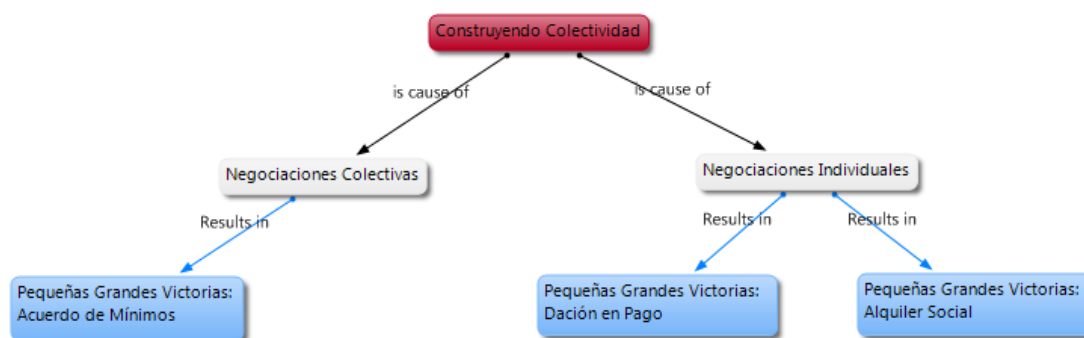 Construyendo Colectividad
is cause of
is cause of
Negociaciones Colectivas
Negociaciones Individuales
Results in
Results in
Results in
Pequeñas Grandes Victorias:
Acuerdo de Mínimos
Pequeñas Grandes Victorias:
Dación en Pago
Pequeñas Grandes Victorias:
Alquiler Social